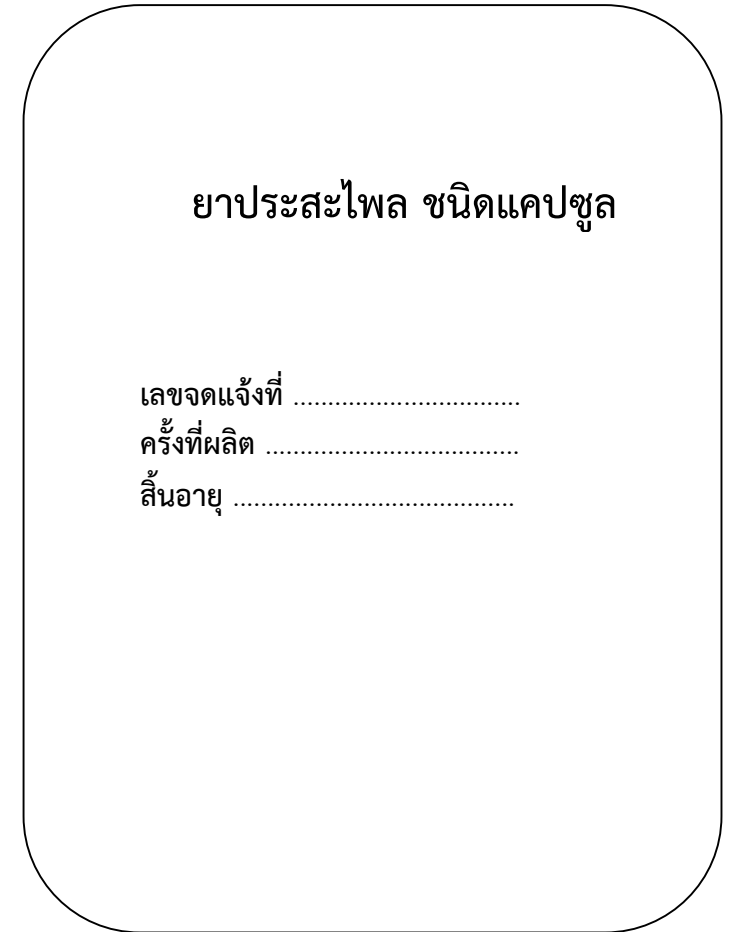 ยาประสะไพล ชนิดแคปซูล
เลขจดแจ้งที่ .................................
ครั้งที่ผลิต .....................................
สิ้นอายุ .........................................